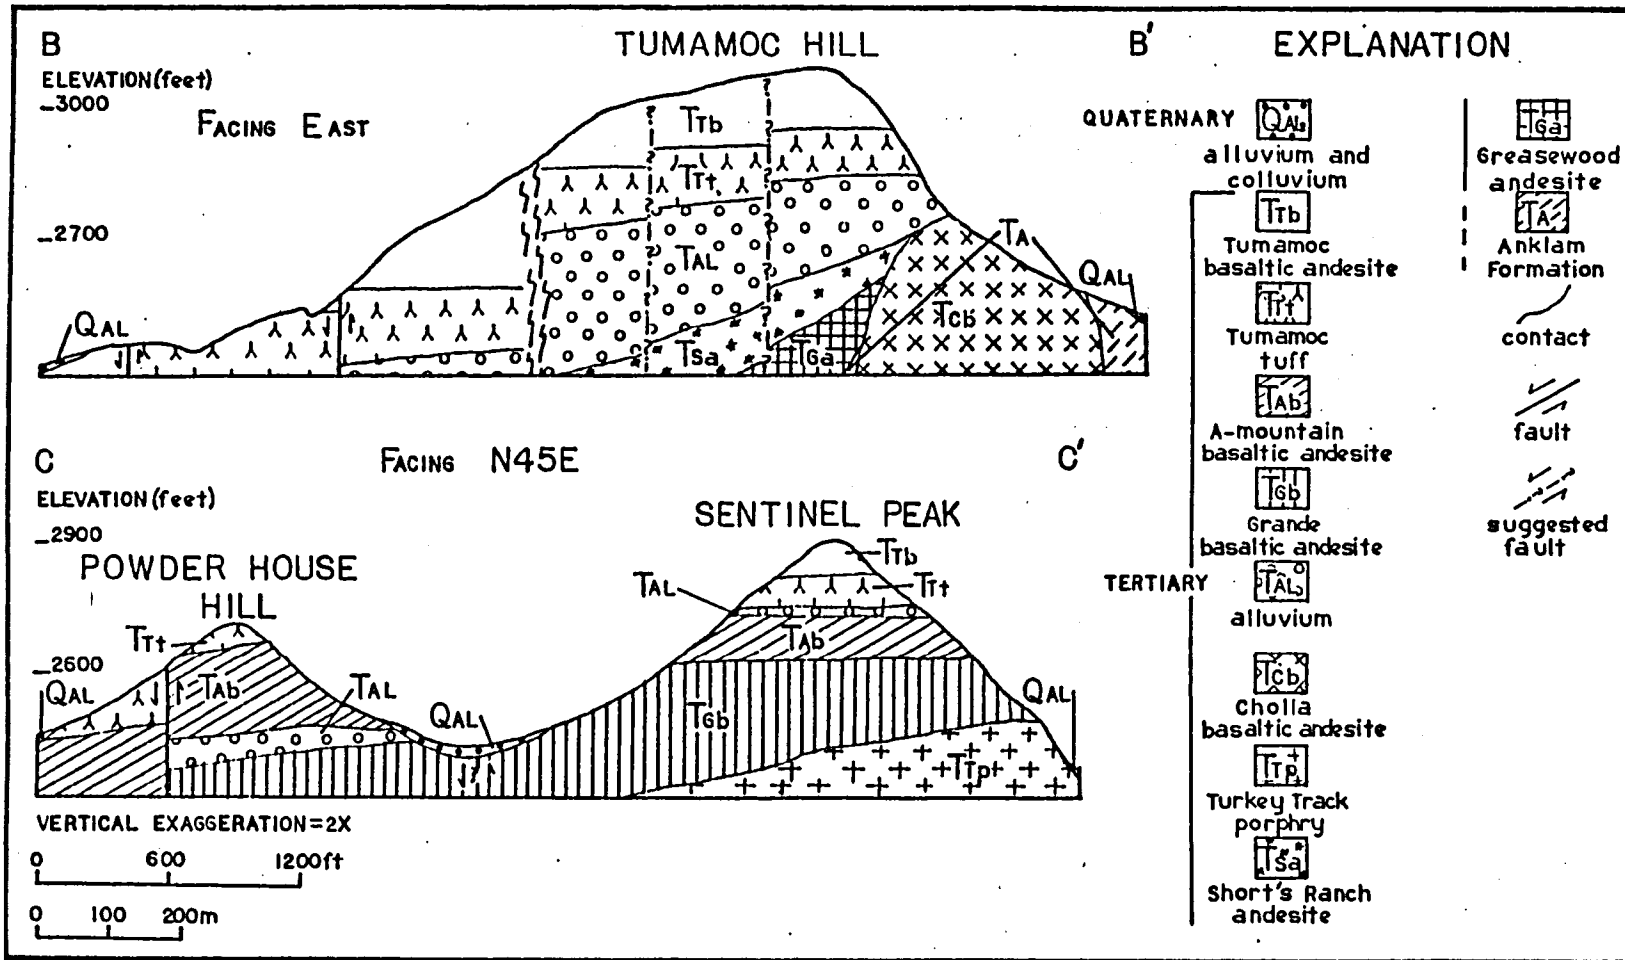 B
TUMAMOC HILL
B'
ELEVATION (feet)
3000
FACING EAST
2700
QAL
TTb
TTt
TAL
TSa
TGa
TCb
TA
QAL
C
FACING N45E
C'
ELEVATION (feet)
2900
SENTINEL PEAK
POWDER HOUSE
HILL
TTt
2600
QAL
TAb
TAL
QAL
TAL
TTb
TTt
TAb
TGb
TTp
QAL
VERTICAL EXAGGERATION=2X
0 600 1200ft
0 100 200m
EXPLANATION
QUATERNARY
QAL
alluvium and
colluvium
TTb
Tumamoc
basaltic andesite
TTt
Tumamoc
tuff
TAb
A-mountain
basaltic andesite
TGb
Grande
basaltic andesite
TERTIARY
TAL
alluvium
TCb
Cholla
basaltic andesite
TTp
Turkey Track
porphry
TSa
Short's Ranch
andesite
TGa
Greasewood
andesite
TA
Anklam
Formation
contact
fault
suggested
fault